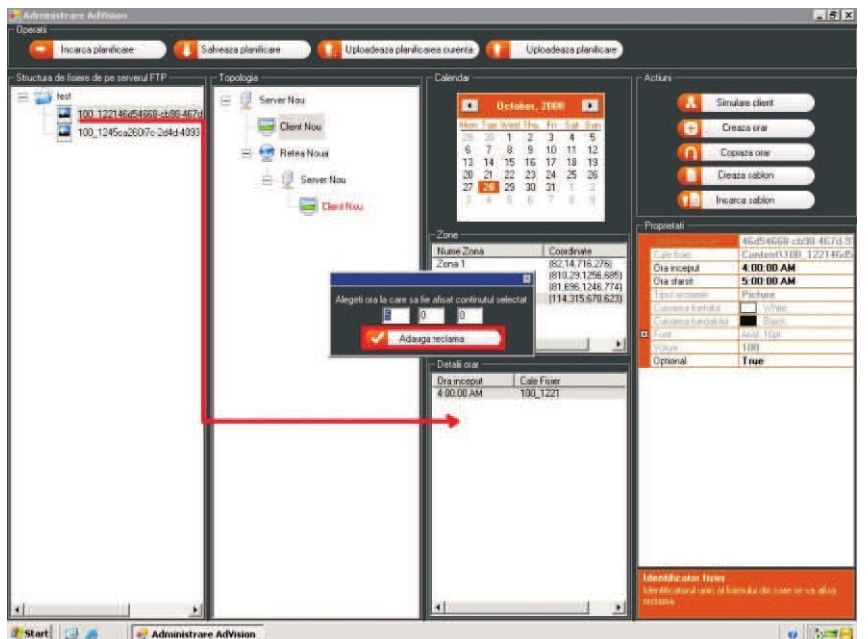 Administrare AdVision
Operatii
Incarca planificare
Salveaza planificare
Uploadeaza planificarea curenta
Uploadeaza planificare
Structura de fisiere de pe serverul FTP
test
100_122146d54668-cb98-467d
100_1245ca260f7c-2d4d-4093
Topologia
Server Nou
Client Nou
Retea Noua
Server Nou
Client Nou
Calendar
October, 2008
Mon Tue Wed Thu Fri Sat Sun
29 30 1 2 3 4 5
6 7 8 9 10 11 12
13 14 15 16 17 18 19
20 21 22 23 24 25 26
27 28 29 30 31 1 2
3 4 5 6 7 8 9
Zone
Nume Zona Coordinate
Zona 1 (82,14,716,276)
(810,29,1256,685)
(81,696,1246,774)
(114,315,670,623)
Alegeti ora la care sa fie afisat continutul selectat
5 0 0
Adauga reclama
Detalii orar
Ora inceput Cale Fisier
4:00:00 AM 100_1221
Actiuni
Simulare client
Creaza orar
Copiaza orar
Creaza sablon
Incarca sablon
Proprietati
46d54668-cb98-467d-97
Cale fisier Content\100_122146d5
Ora inceput 4:00:00 AM
Ora starsit 5:00:00 AM
Tipul reclamei Picture
Culoarea fontului White
Culoarea fundalului Black
Font Arial, 16pt
Volum 100
Optional True
Identificator fisier
Identificatorul unic al fisierului din care se va afisa
reclama
Start
Administrare AdVision